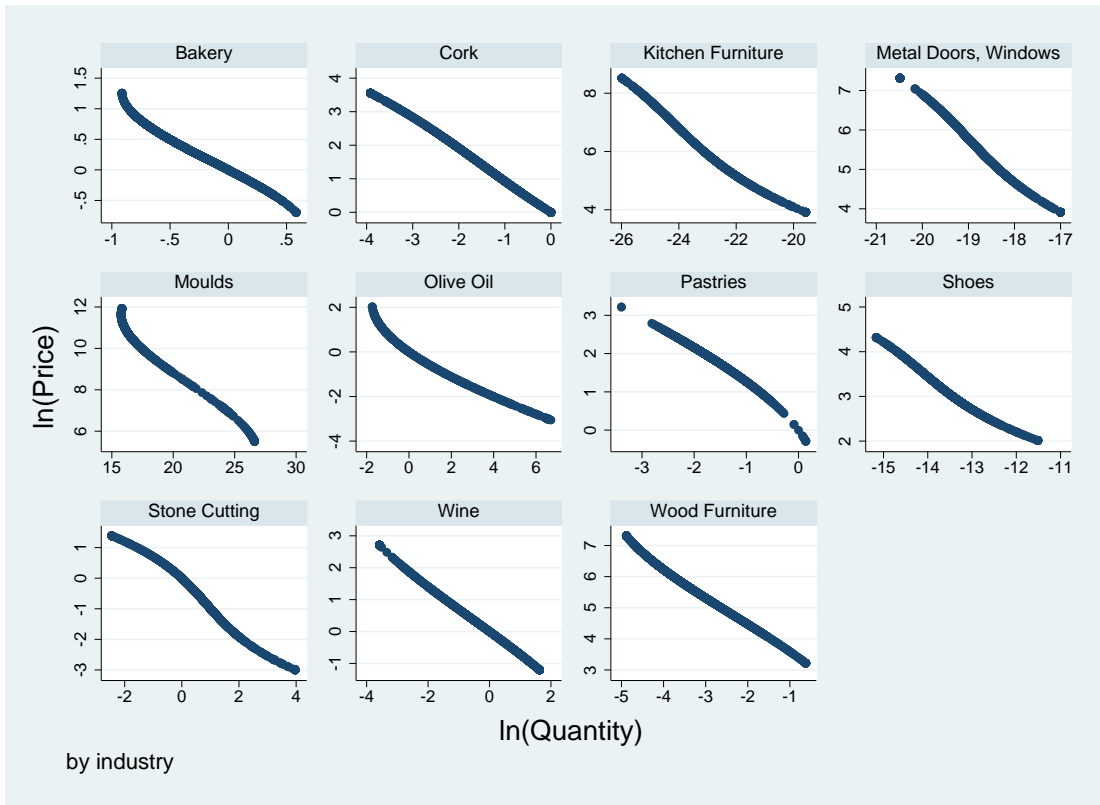 Bakery Cork Kitchen Furniture Metal Doors, Windows
-.5 0 .5 1 1.5
-1 -.5 0 .5
0 1 2 3 4
-4 -3 -2 -1 0
4 6 8
-26 -24 -22 -20
4 5 6 7
-21 -20 -19 -18 -17
Moulds Olive Oil Pastries Shoes
6 8 10 12
15 20 25 30
-4 -2 0 2
-2 0 2 4 6
0 1 2 3
-3 -2 -1 0
2 3 4 5
-15 -14 -13 -12 -11
Stone Cutting Wine Wood Furniture
-3 -2 -1 0 1
-2 0 2 4
-1 0 1 2 3
-4 -2 0 2
3 4 5 6 7
-5 -4 -3 -2 -1
ln(Price)
ln(Quantity)
by industry